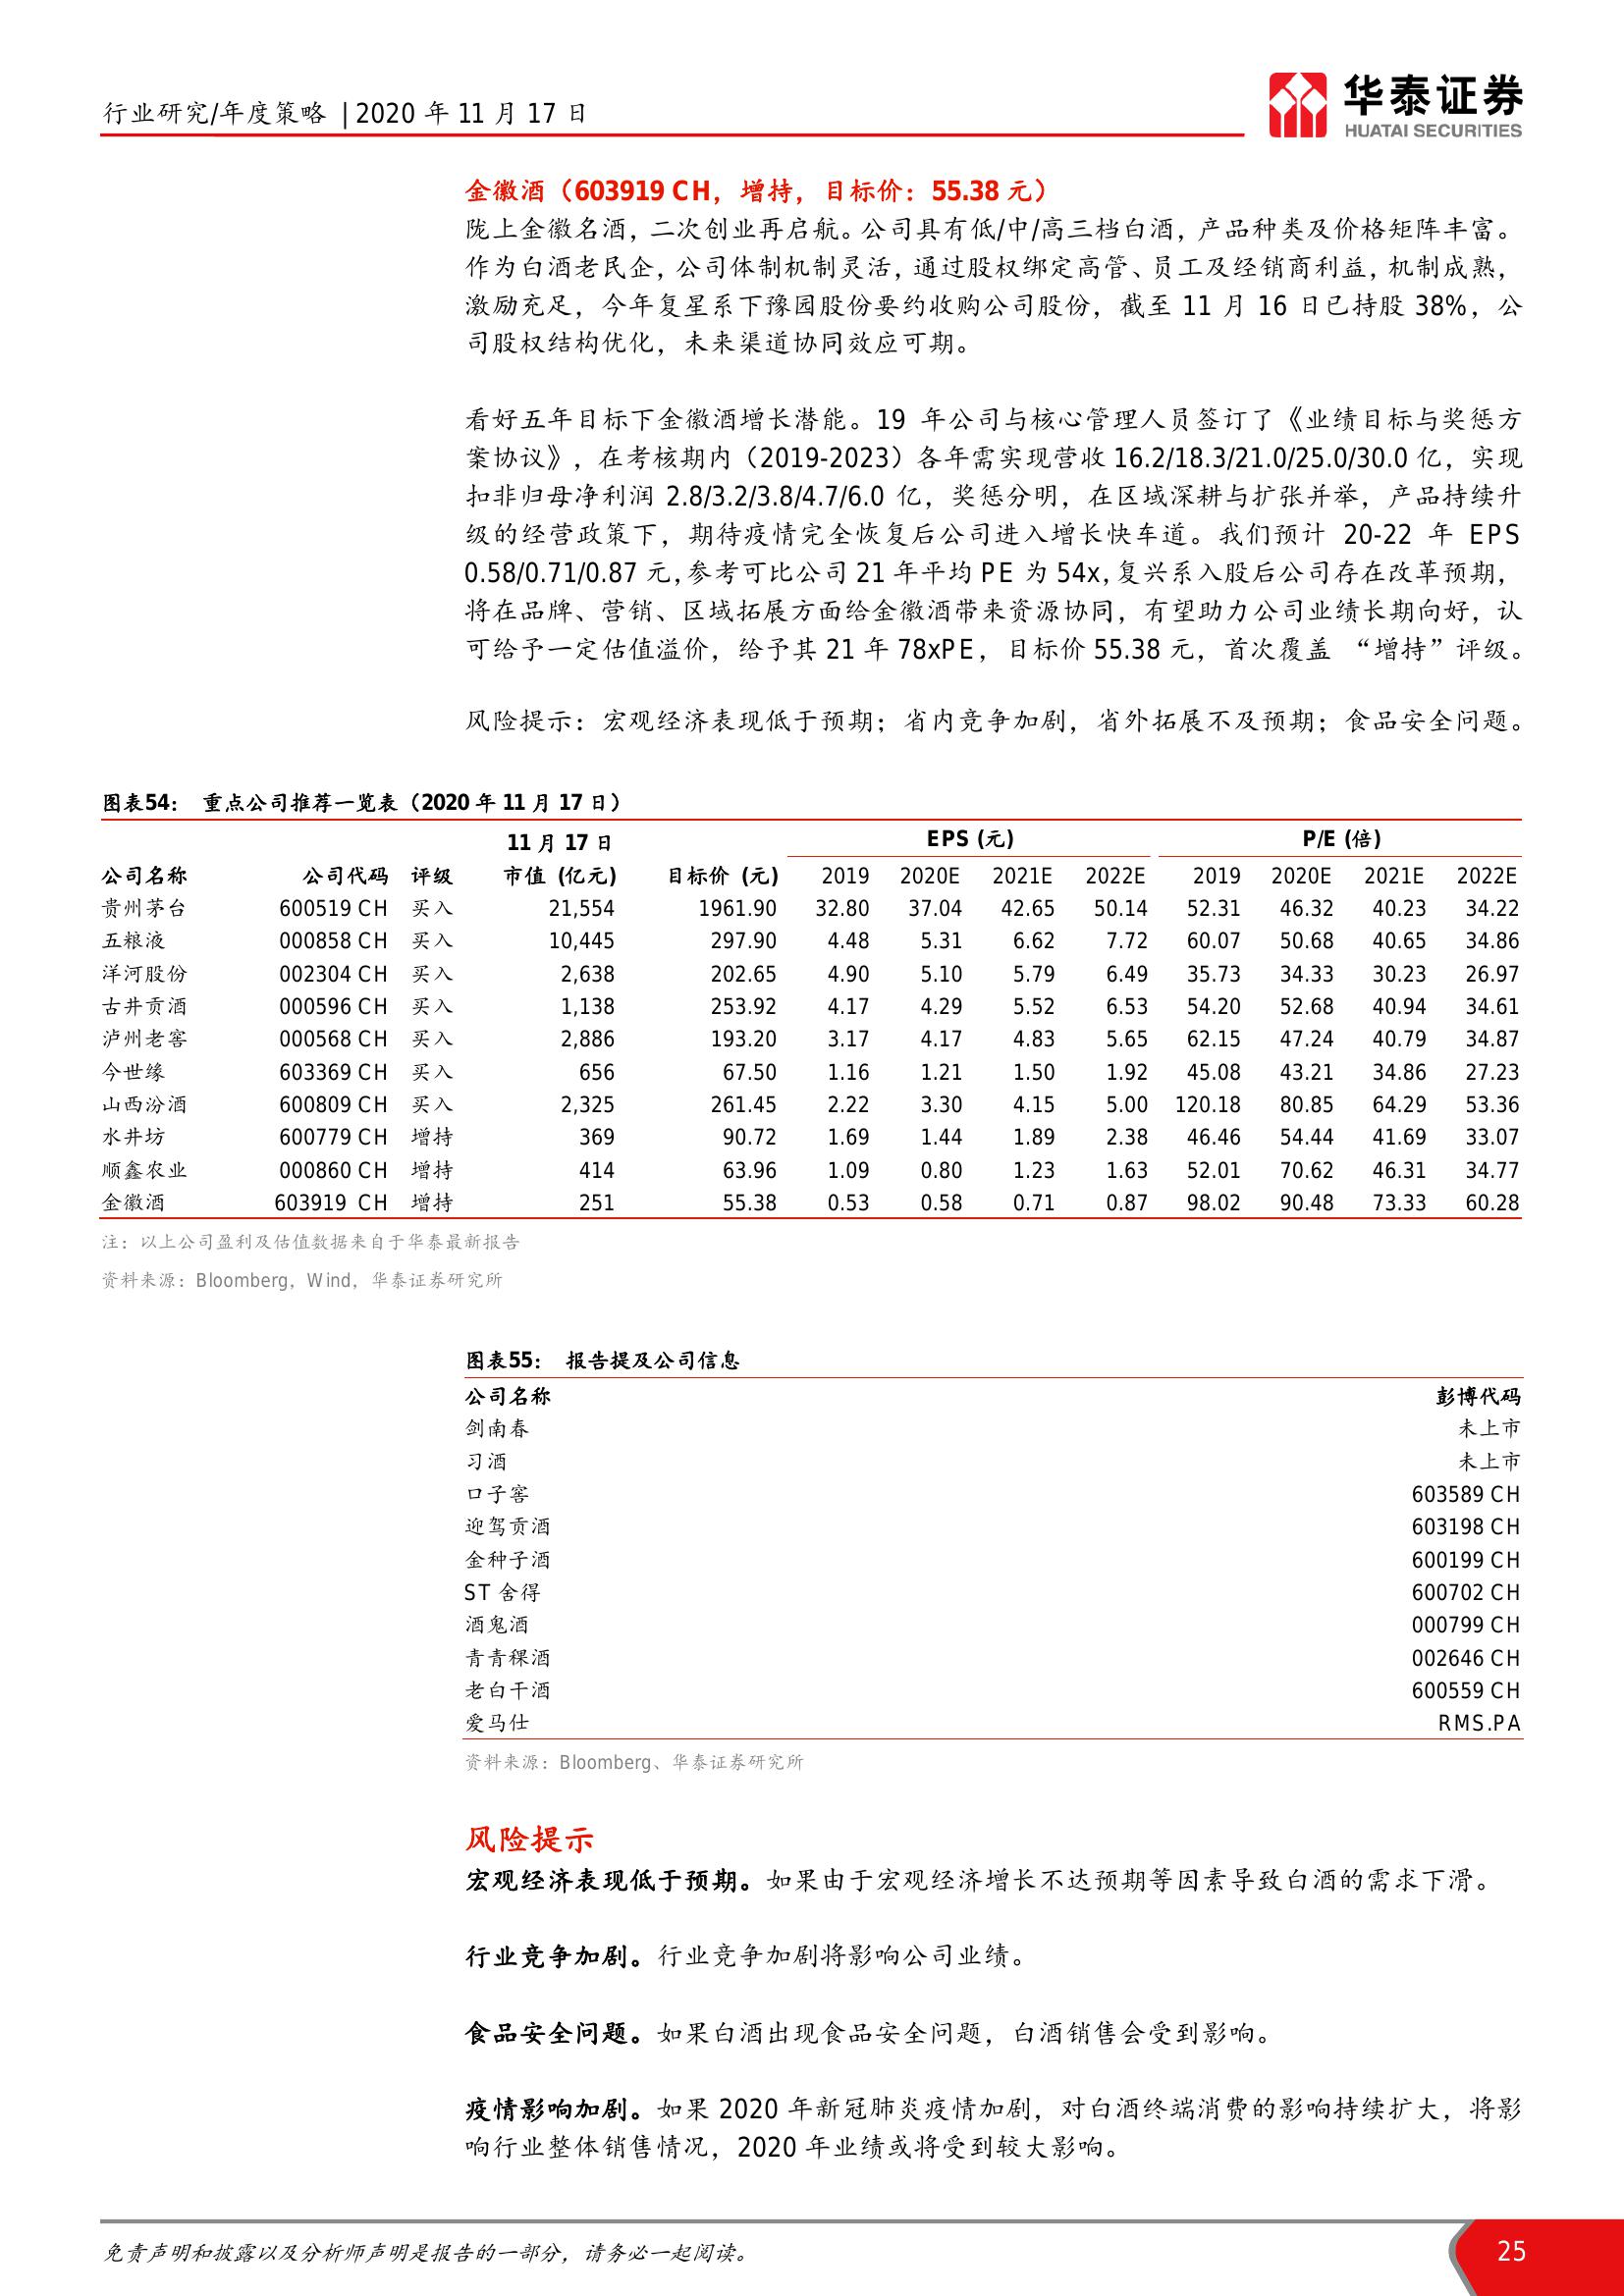 行业研究/年度策略 | 2020 年 11 月 17 日
华泰证券
HUATAI SECURITIES
金徽酒（603919 CH，增持，目标价：55.38 元）
陇上金徽名酒，二次创业再启航。公司具有低/中/高三档白酒，产品种类及价格矩阵丰富。
作为白酒老民企，公司体制机制灵活，通过股权绑定高管、员工及经销商利益，机制成熟，
激励充足，今年复星系下豫园股份要约收购公司股份，截至 11 月 16 日已持股 38%，公
司股权结构优化，未来渠道协同效应可期。
看好五年目标下金徽酒增长潜能。19 年公司与核心管理人员签订了《业绩目标与奖惩方
案协议》，在考核期内（2019-2023）各年需实现营收 16.2/18.3/21.0/25.0/30.0 亿，实现
扣非归母净利润 2.8/3.2/3.8/4.7/6.0 亿，奖惩分明，在区域深耕与扩张并举，产品持续升
级的经营政策下，期待疫情完全恢复后公司进入增长快车道。我们预计 20-22 年 EPS
0.58/0.71/0.87 元，参考可比公司 21 年平均 PE 为 54x，复兴系入股后公司存在改革预期，
将在品牌、营销、区域拓展方面给金徽酒带来资源协同，有望助力公司业绩长期向好，认
可给予一定估值溢价，给予其 21 年 78xPE，目标价 55.38 元，首次覆盖 “增持”评级。
风险提示：宏观经济表现低于预期；省内竞争加剧，省外拓展不及预期；食品安全问题。
图表54： 重点公司推荐一览表（2020 年 11 月 17 日）
11 月 17 日 EPS (元) P/E (倍)
公司名称 公司代码 评级 市值 (亿元) 目标价 (元) 2019 2020E 2021E 2022E 2019 2020E 2021E 2022E
贵州茅台 600519 CH 买入 21,554 1961.90 32.80 37.04 42.65 50.14 52.31 46.32 40.23 34.22
五粮液 000858 CH 买入 10,445 297.90 4.48 5.31 6.62 7.72 60.07 50.68 40.65 34.86
洋河股份 002304 CH 买入 2,638 202.65 4.90 5.10 5.79 6.49 35.73 34.33 30.23 26.97
古井贡酒 000596 CH 买入 1,138 253.92 4.17 4.29 5.52 6.53 54.20 52.68 40.94 34.61
泸州老窖 000568 CH 买入 2,886 193.20 3.17 4.17 4.83 5.65 62.15 47.24 40.79 34.87
今世缘 603369 CH 买入 656 67.50 1.16 1.21 1.50 1.92 45.08 43.21 34.86 27.23
山西汾酒 600809 CH 买入 2,325 261.45 2.22 3.30 4.15 5.00 120.18 80.85 64.29 53.36
水井坊 600779 CH 增持 369 90.72 1.69 1.44 1.89 2.38 46.46 54.44 41.69 33.07
顺鑫农业 000860 CH 增持 414 63.96 1.09 0.80 1.23 1.63 52.01 70.62 46.31 34.77
金徽酒 603919 CH 增持 251 55.38 0.53 0.58 0.71 0.87 98.02 90.48 73.33 60.28
注：以上公司盈利及估值数据来自于华泰最新报告
资料来源：Bloomberg，Wind，华泰证券研究所
图表55： 报告提及公司信息
公司名称 彭博代码
剑南春 未上市
习酒 未上市
口子窖 603589 CH
迎驾贡酒 603198 CH
金种子酒 600199 CH
ST 舍得 600702 CH
酒鬼酒 000799 CH
青青稞酒 002646 CH
老白干酒 600559 CH
爱马仕 RMS.PA
资料来源：Bloomberg、华泰证券研究所
风险提示
宏观经济表现低于预期。如果由于宏观经济增长不达预期等因素导致白酒的需求下滑。
行业竞争加剧。行业竞争加剧将影响公司业绩。
食品安全问题。如果白酒出现食品安全问题，白酒销售会受到影响。
疫情影响加剧。如果 2020 年新冠肺炎疫情加剧，对白酒终端消费的影响持续扩大，将影
响行业整体销售情况，2020 年业绩或将受到较大影响。
免责声明和披露以及分析师声明是报告的一部分，请务必一起阅读。
25